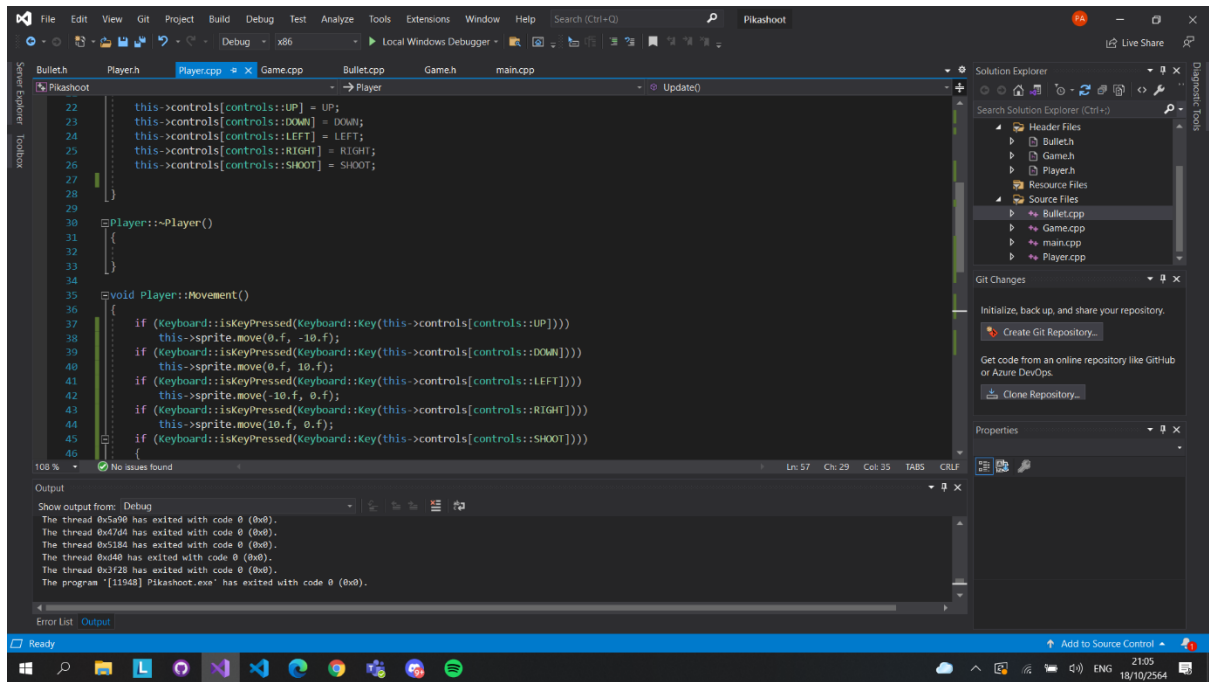 File Edit View Git Project Build Debug Test Analyze Tools Extensions Window Help Search (Ctrl+Q) Pikashoot PA
Debug x86 Local Windows Debugger Live Share
Server Explorer
Toolbox
Bullet.h Player.h Player.cpp Game.cpp Bullet.cpp Game.h main.cpp
Pikashoot Player Update()
22 this->controls[controls::UP] = UP;
23 this->controls[controls::DOWN] = DOWN;
24 this->controls[controls::LEFT] = LEFT;
25 this->controls[controls::RIGHT] = RIGHT;
26 this->controls[controls::SHOOT] = SHOOT;
27
28 }
29
30 Player::~Player()
31 {
32
33 }
34
35 void Player::Movement()
36 {
37 if (Keyboard::isKeyPressed(Keyboard::Key(this->controls[controls::UP])))
38 this->sprite.move(0.f, -10.f);
39 if (Keyboard::isKeyPressed(Keyboard::Key(this->controls[controls::DOWN])))
40 this->sprite.move(0.f, 10.f);
41 if (Keyboard::isKeyPressed(Keyboard::Key(this->controls[controls::LEFT])))
42 this->sprite.move(-10.f, 0.f);
43 if (Keyboard::isKeyPressed(Keyboard::Key(this->controls[controls::RIGHT])))
44 this->sprite.move(10.f, 0.f);
45 if (Keyboard::isKeyPressed(Keyboard::Key(this->controls[controls::SHOOT])))
46 {
108 % No issues found Ln: 57 Ch: 29 Col: 35 TABS CRLF
Output
Show output from: Debug
The thread 0x5a90 has exited with code 0 (0x0).
The thread 0x47d4 has exited with code 0 (0x0).
The thread 0x5184 has exited with code 0 (0x0).
The thread 0xd40 has exited with code 0 (0x0).
The thread 0x3f28 has exited with code 0 (0x0).
The program '[11948] Pikashoot.exe' has exited with code 0 (0x0).
Error List Output
Solution Explorer
Search Solution Explorer (Ctrl+;)
Header Files
Bullet.h
Game.h
Player.h
Resource Files
Source Files
Bullet.cpp
Game.cpp
main.cpp
Player.cpp
Git Changes
Initialize, back up, and share your repository.
Create Git Repository...
Get code from an online repository like GitHub
or Azure DevOps.
Clone Repository...
Properties
Diagnostic Tools
Ready Add to Source Control 1
L ENG 21:05
18/10/2564